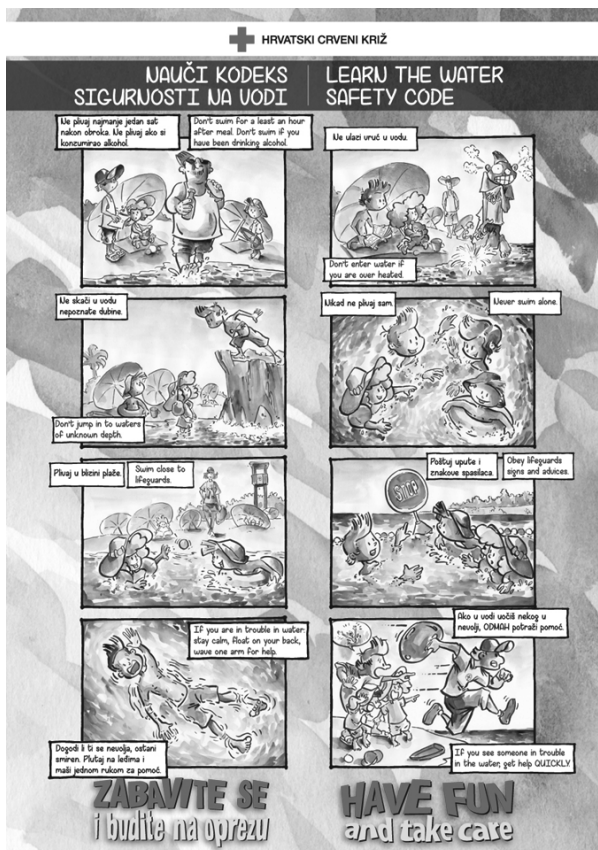 HRVATSKI CRVENI KRIŽ
NAUČI KODEKS
SIGURNOSTI NA VODI
LEARN THE WATER
SAFETY CODE
Ne plivaj najmanje jedan sat
nakon obroka. Ne plivaj ako si
konzumirao alkohol.
Don't swim for a least an hour
after meal. Don't swim if you
have been drinking alcohol.
Ne ulazi vruć u vodu.
Don't enter water if
you are over heated.
Ne skači u vodu
nepoznate dubine.
Don't jump in to waters
of unknown depth.
Nikad ne plivaj sam.
Never swim alone.
Plivaj u blizini plaže.
Swim close to
lifeguards.
Poštuj upute i
znakove spasilaca.
Obey lifeguards
signs and advices.
STOP
If you are in trouble in water:
stay calm, float on your back,
wave one arm for help.
Dogodi li ti se nevolja, ostani
smiren. Plutaj na leđima i
maši jednom rukom za pomoć.
Ako u vodi uočiš nekog u
nevolji, ODMAH potraži pomoć.
If you see someone in trouble
in the water, get help QUICKLY.
ZABAVITE SE
i budite na oprezu
HAVE FUN
and take care